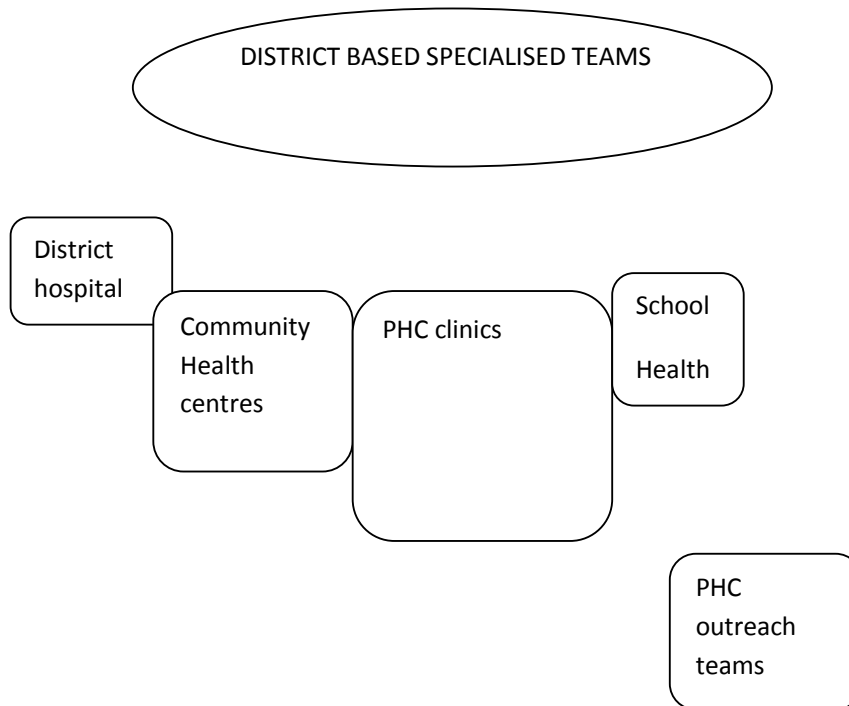 DISTRICT BASED SPECIALISED TEAMS
District
hospital
Community
Health
centres
PHC clinics
School
Health
PHC
outreach
teams